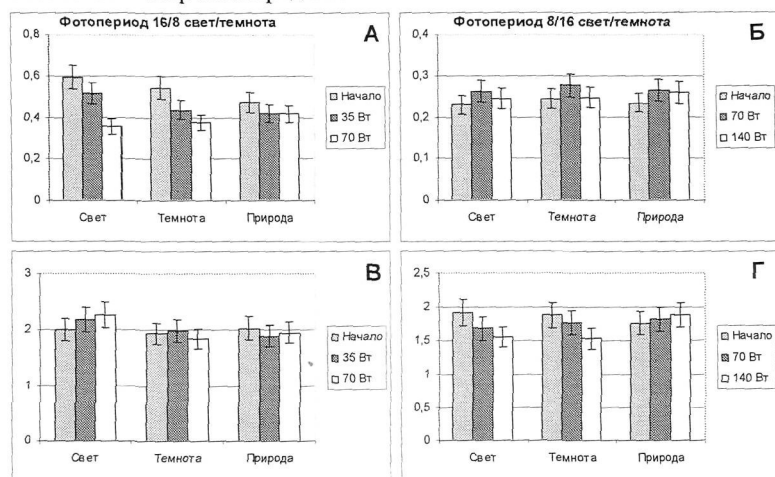 Фотопериод 16/8 свет/темнота
А
0,8
0,6
0,4
0,2
0
Свет
Темнота
Природа
Начало
35 Вт
70 Вт
Фотопериод 8/16 свет/темнота
Б
0,4
0,3
0,2
0,1
0
Свет
Темнота
Природа
Начало
70 Вт
140 Вт
В
3
2
1
0
Свет
Темнота
Природа
Начало
35 Вт
70 Вт
Г
2,5
2
1,5
1
0,5
0
Свет
Темнота
Природа
Начало
70 Вт
140 Вт